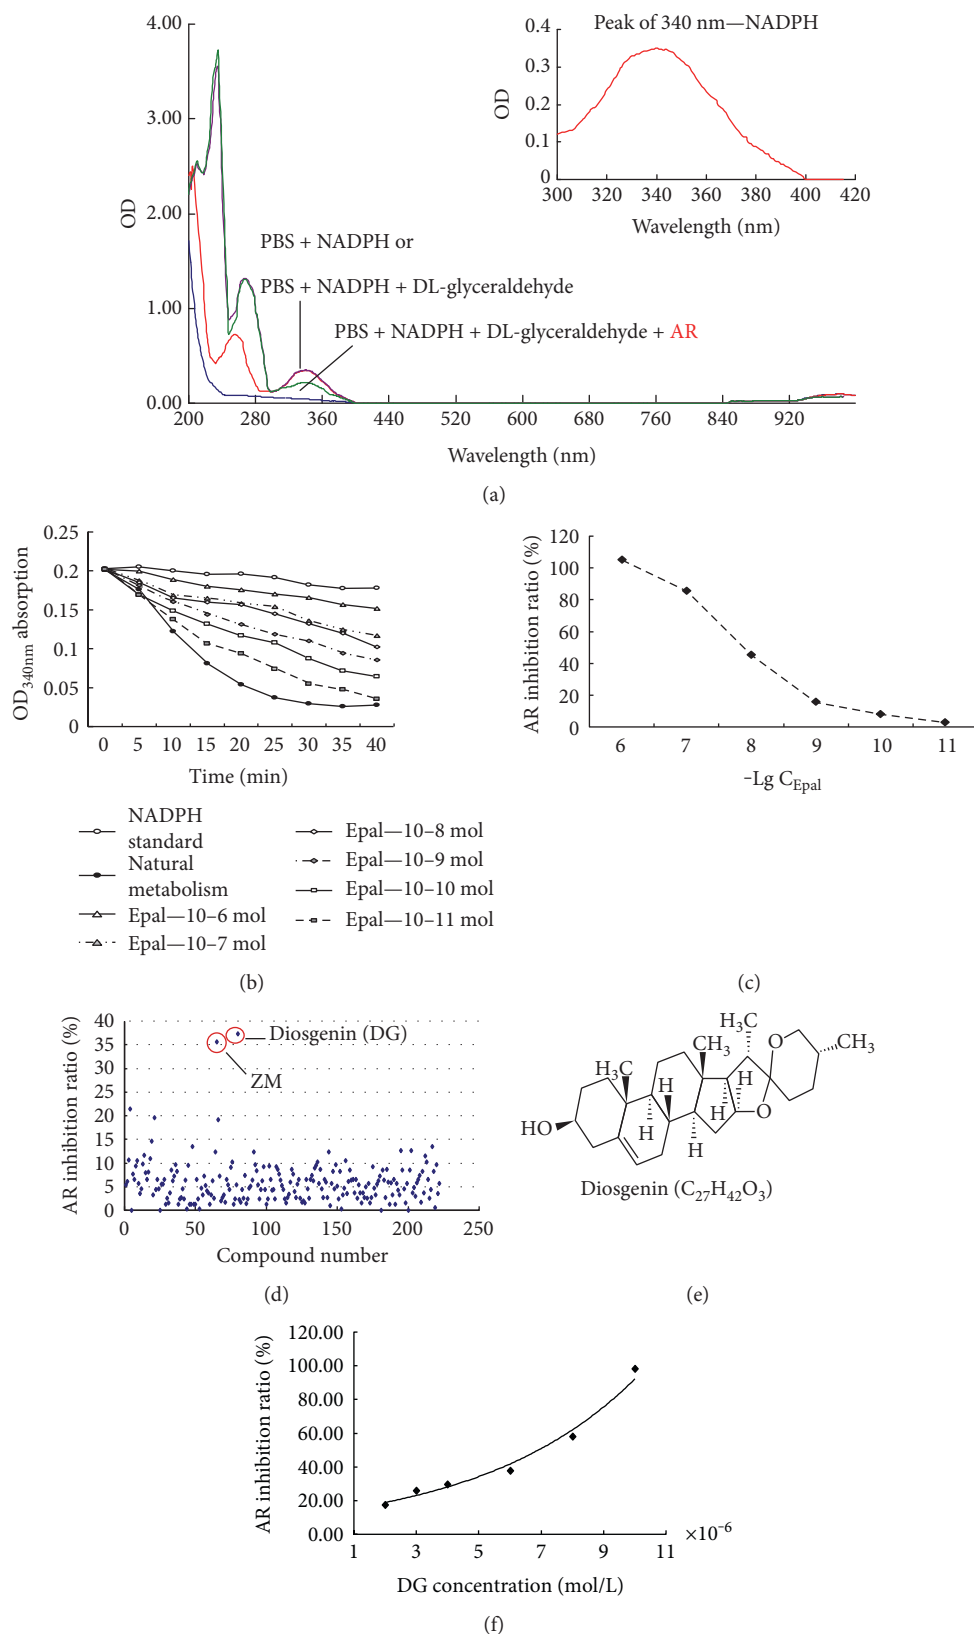 4.00
3.00
2.00
1.00
0.00
OD
200 280 360 440 520 600 680 760 840 920
Wavelength (nm)
PBS + NADPH or
PBS + NADPH + DL-glyceraldehyde
PBS + NADPH + DL-glyceraldehyde + AR
Peak of 340 nm—NADPH
0.4
0.3
0.2
0.1
0
OD
300 320 340 360 380 400 420
Wavelength (nm)
(a)
0.25
0.2
0.15
0.1
0.05
0
OD340nm absorption
0 5 10 15 20 25 30 35 40
Time (min)
NADPH
standard
Natural
metabolism
Epal—10–6 mol
Epal—10–7 mol
Epal—10–8 mol
Epal—10–9 mol
Epal—10–10 mol
Epal—10–11 mol
(b)
120
100
80
60
40
20
0
AR inhibition ratio (%)
6 7 8 9 10 11
-Lg CEpal
(c)
40
35
30
25
20
15
10
5
0
AR inhibition ratio (%)
Diosgenin (DG)
ZM
0 50 100 150 200 250
Compound number
(d)
H3C
O
CH3
CH3
H3C
H
H
H
H
H
O
HO
Diosgenin (C27H42O3)
(e)
120.00
100.00
80.00
60.00
40.00
20.00
0.00
AR inhibition ratio (%)
1 3 5 7 9 11
×10-6
DG concentration (mol/L)
(f)